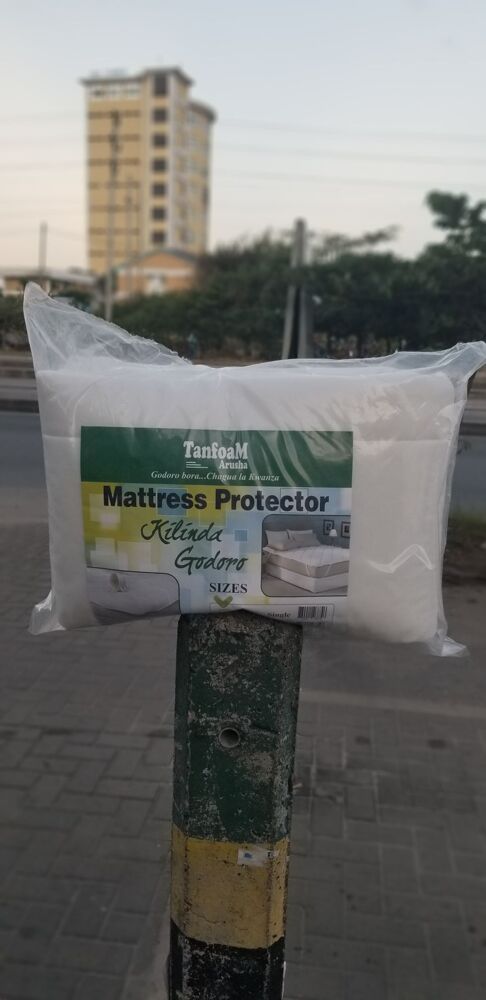 TanfoaM
Arusha
Godoro bora...Chagua la Kwanza
Mattress Protector
Kilinda
Godoro
SIZES
Single